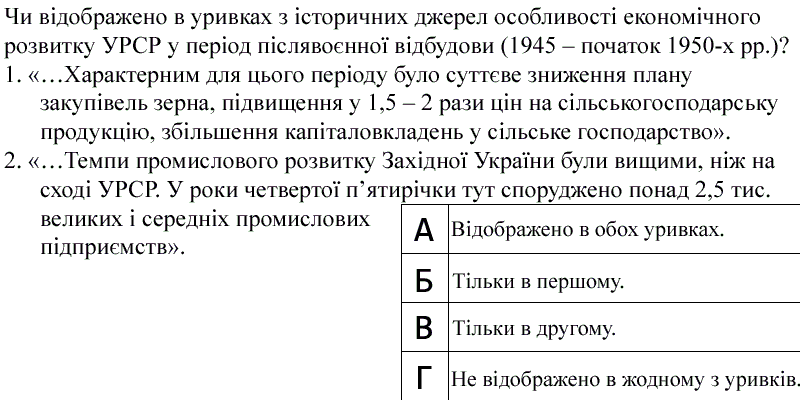 Чи відображено в уривках з історичних джерел особливості економічного
розвитку УРСР у період післявоєнної відбудови (1945 – початок 1950-х рр.)?
1. «…Характерним для цього періоду було суттєве зниження плану
закупівель зерна, підвищення у 1,5 – 2 рази цін на сільськогосподарську
продукцію, збільшення капіталовкладень у сільське господарство».
2. «…Темпи промислового розвитку Західної України були вищими, ніж на
сході УРСР. У роки четвертої п’ятирічки тут споруджено понад 2,5 тис.
великих і середніх промислових
підприємств».
А Відображено в обох уривках.
Б Тільки в першому.
В Тільки в другому.
Г Не відображено в жодному з уривків.